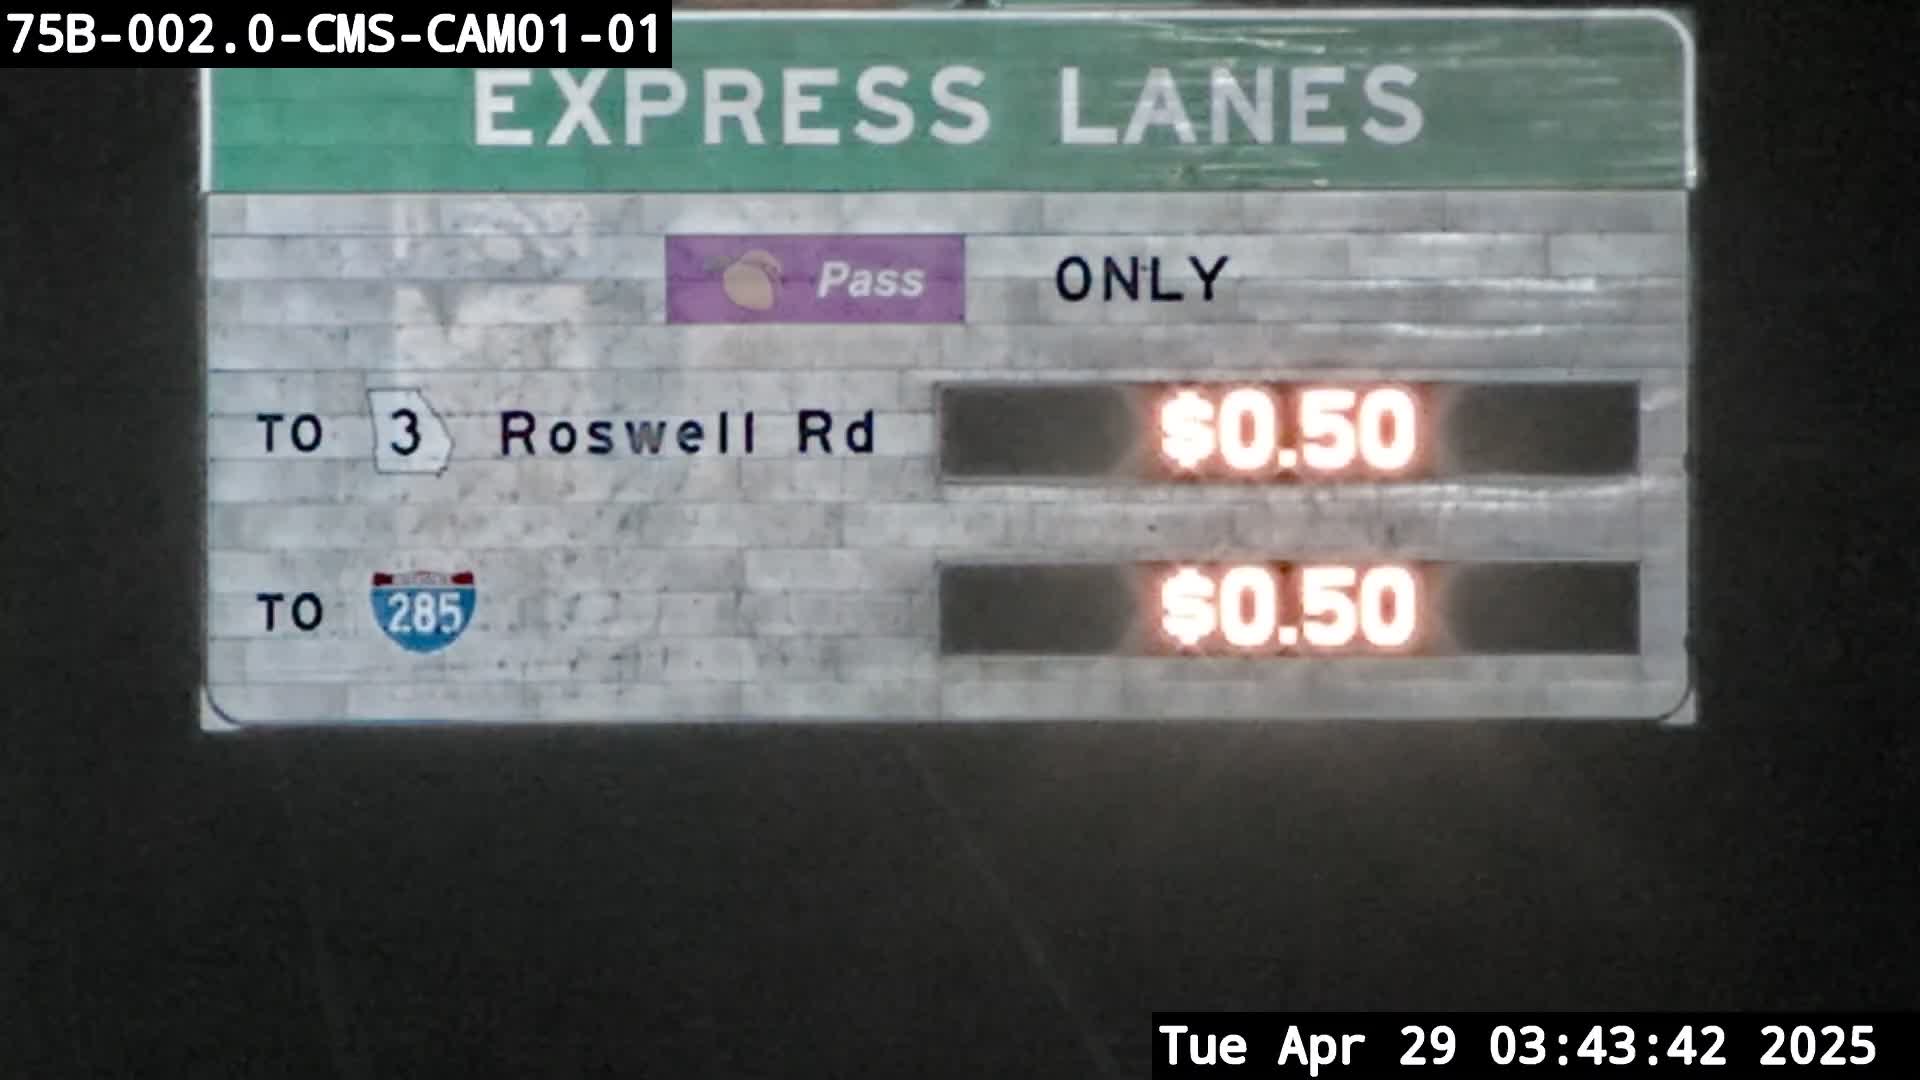 75B-002.0-CMS-CAM01-01
EXPRESS LANES
Pass ONLY
TO 3 Roswell Rd $0.50
TO 285 $0.50
Tue Apr 29 03:43:42 2025